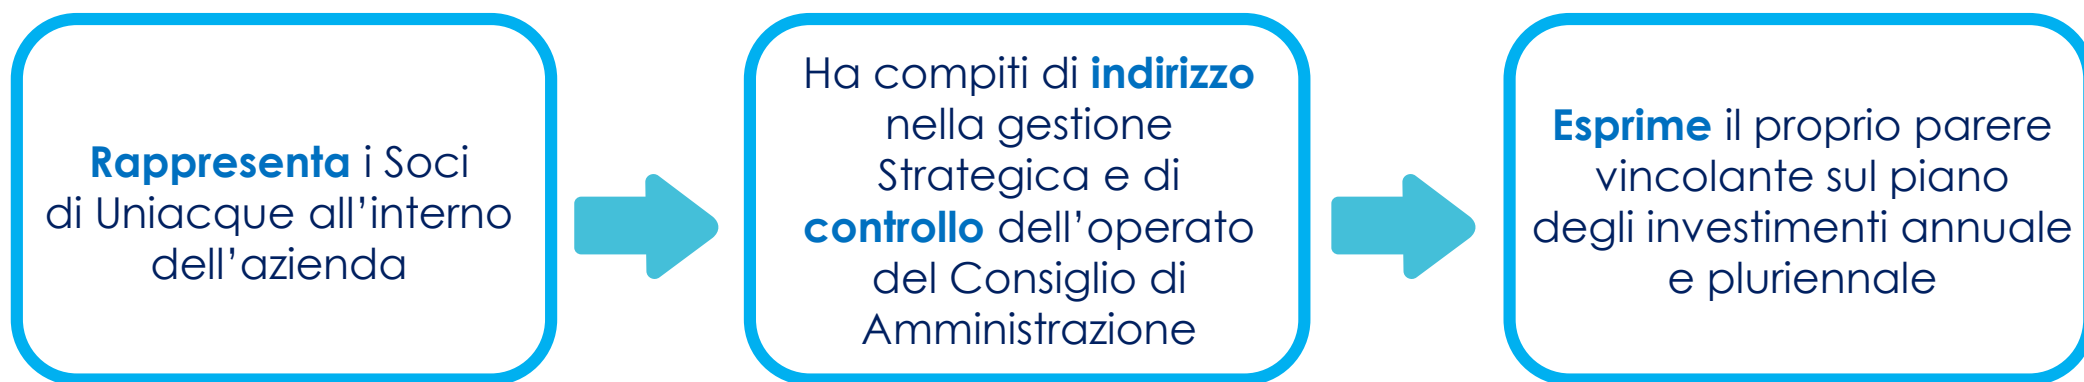 Rappresenta i Soci
di Uniacque all’interno
dell’azienda
Ha compiti di indirizzo
nella gestione
Strategica e di
controllo dell’operato
del Consiglio di
Amministrazione
Esprime il proprio parere
vincolante sul piano
degli investimenti annuale
e pluriennale